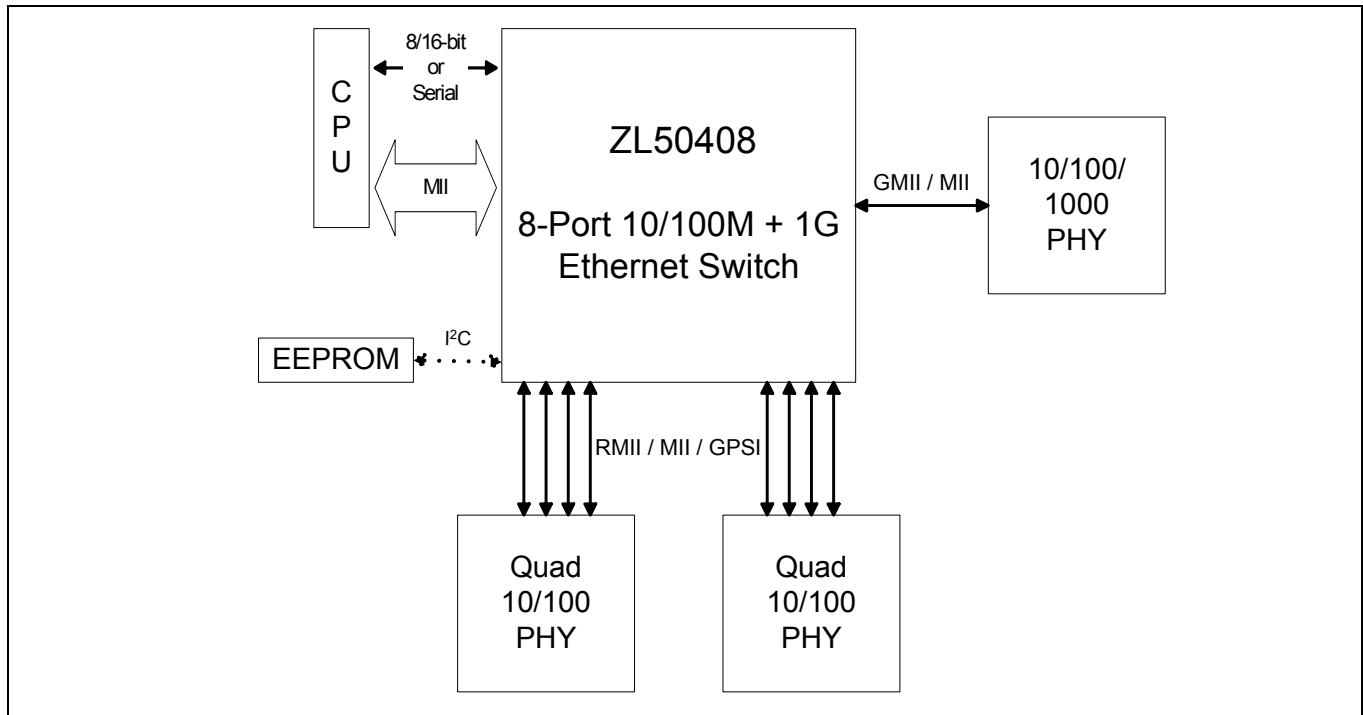 CPU
8/16-bit
or
Serial
MII
ZL50408
8-Port 10/100M + 1G
Ethernet Switch
GMII / MII
10/100/
1000
PHY
EEPROM
I²C
RMII / MII / GPSI
Quad
10/100
PHY
Quad
10/100
PHY